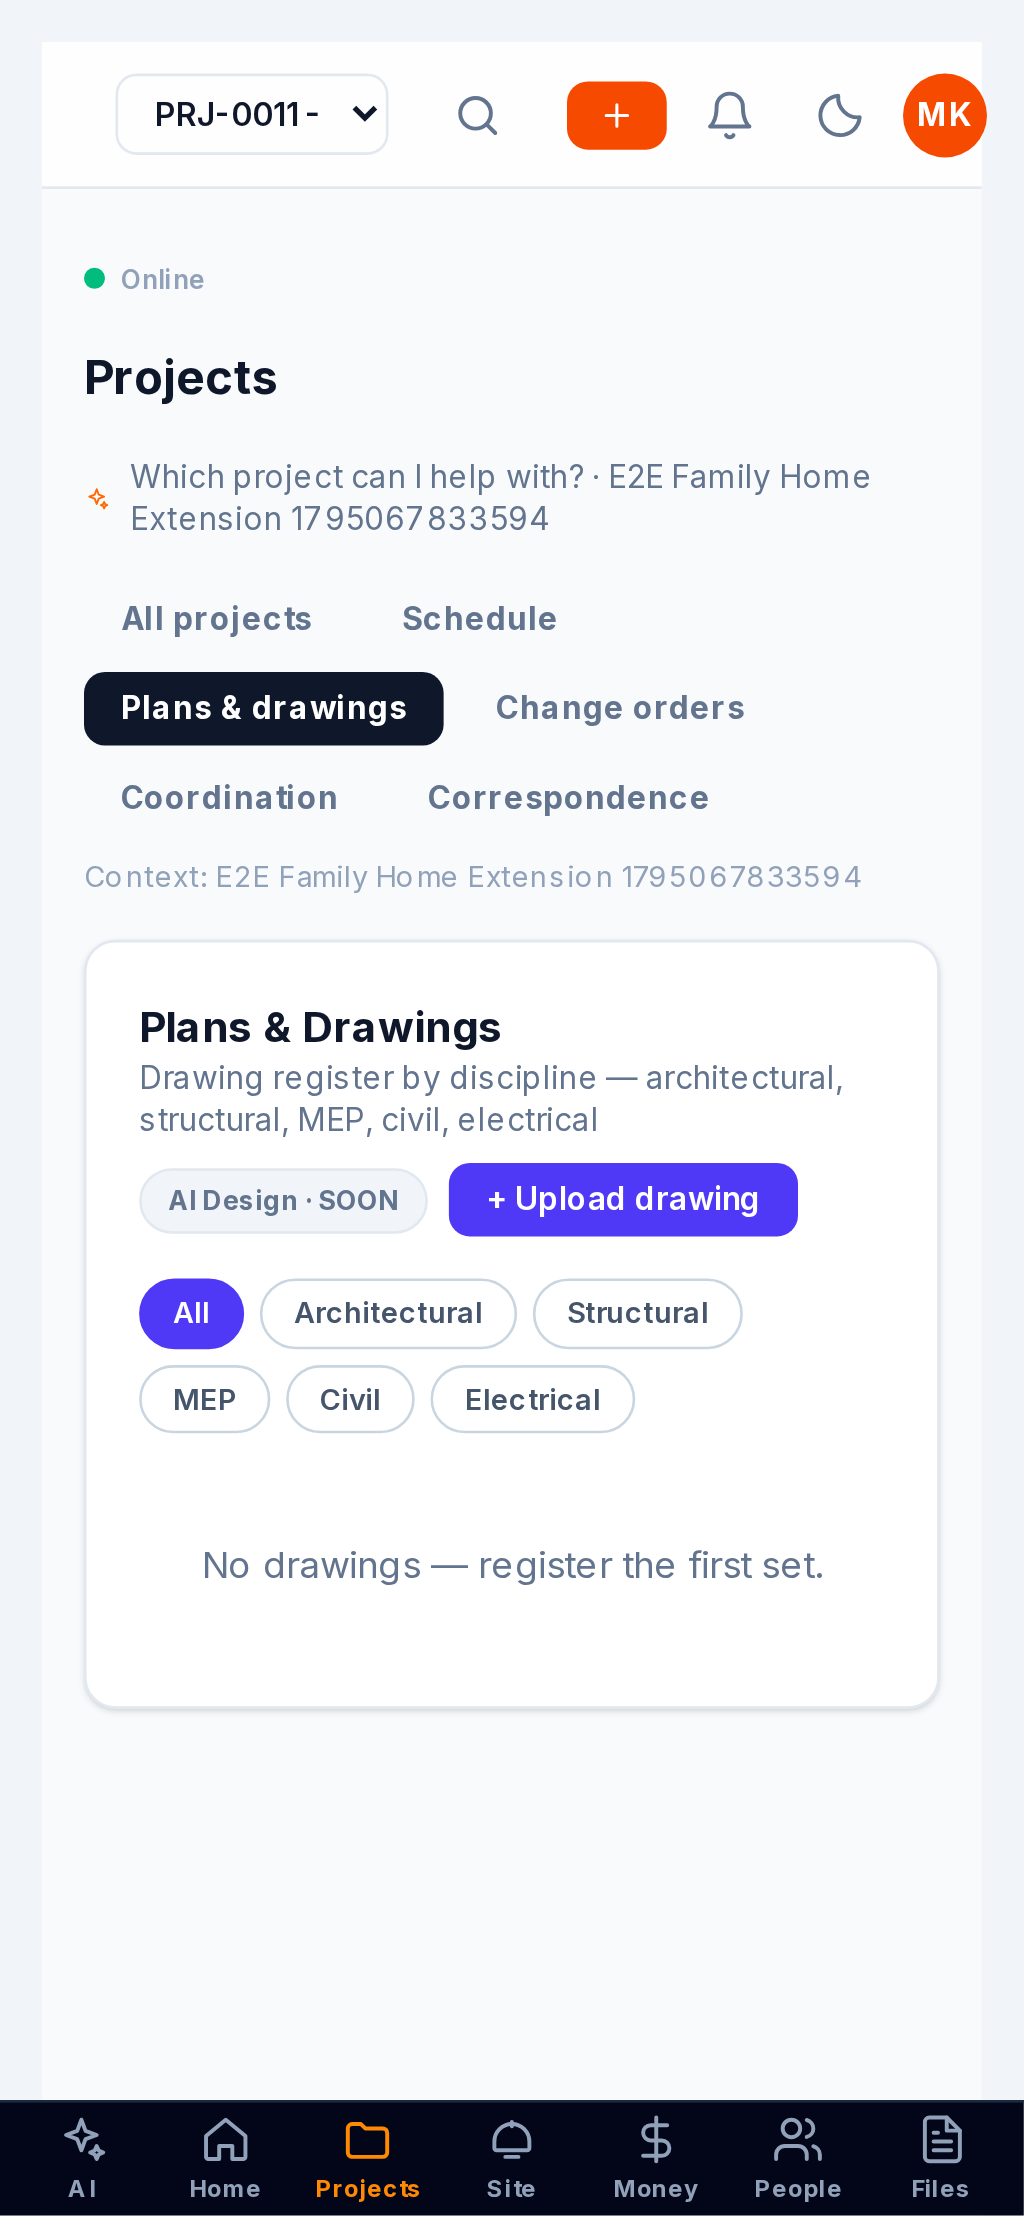 PRJ-0011 -
MK
Online
Projects
Which project can I help with? · E2E Family Home
Extension 1795067833594
All projects
Schedule
Plans & drawings
Change orders
Coordination
Correspondence
Context: E2E Family Home Extension 1795067833594
Plans & Drawings
Drawing register by discipline — architectural,
structural, MEP, civil, electrical
AI Design · SOON
+ Upload drawing
All
Architectural
Structural
MEP
Civil
Electrical
No drawings — register the first set.
AI
Home
Projects
Site
Money
People
Files